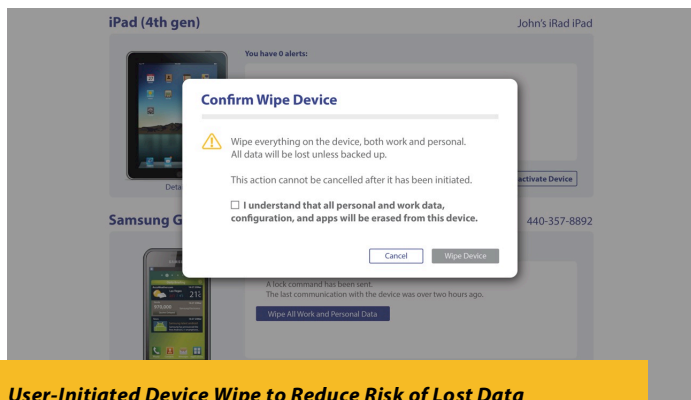 iPad (4th gen)
John's iRad iPad
You have 0 alerts:
Confirm Wipe Device
Wipe everything on the device, both work and personal.
All data will be lost unless backed up.
This action cannot be cancelled after it has been initiated.
activate Device
Deta
☐ I understand that all personal and work data,
configuration, and apps will be erased from this device.
Samsung G
440-357-8892
Cancel
Wipe Device
A lock command has been sent.
The last communication with the device was over two hours ago.
Wipe All Work and Personal Data
User-Initiated Device Wipe to Reduce Risk of Lost Data